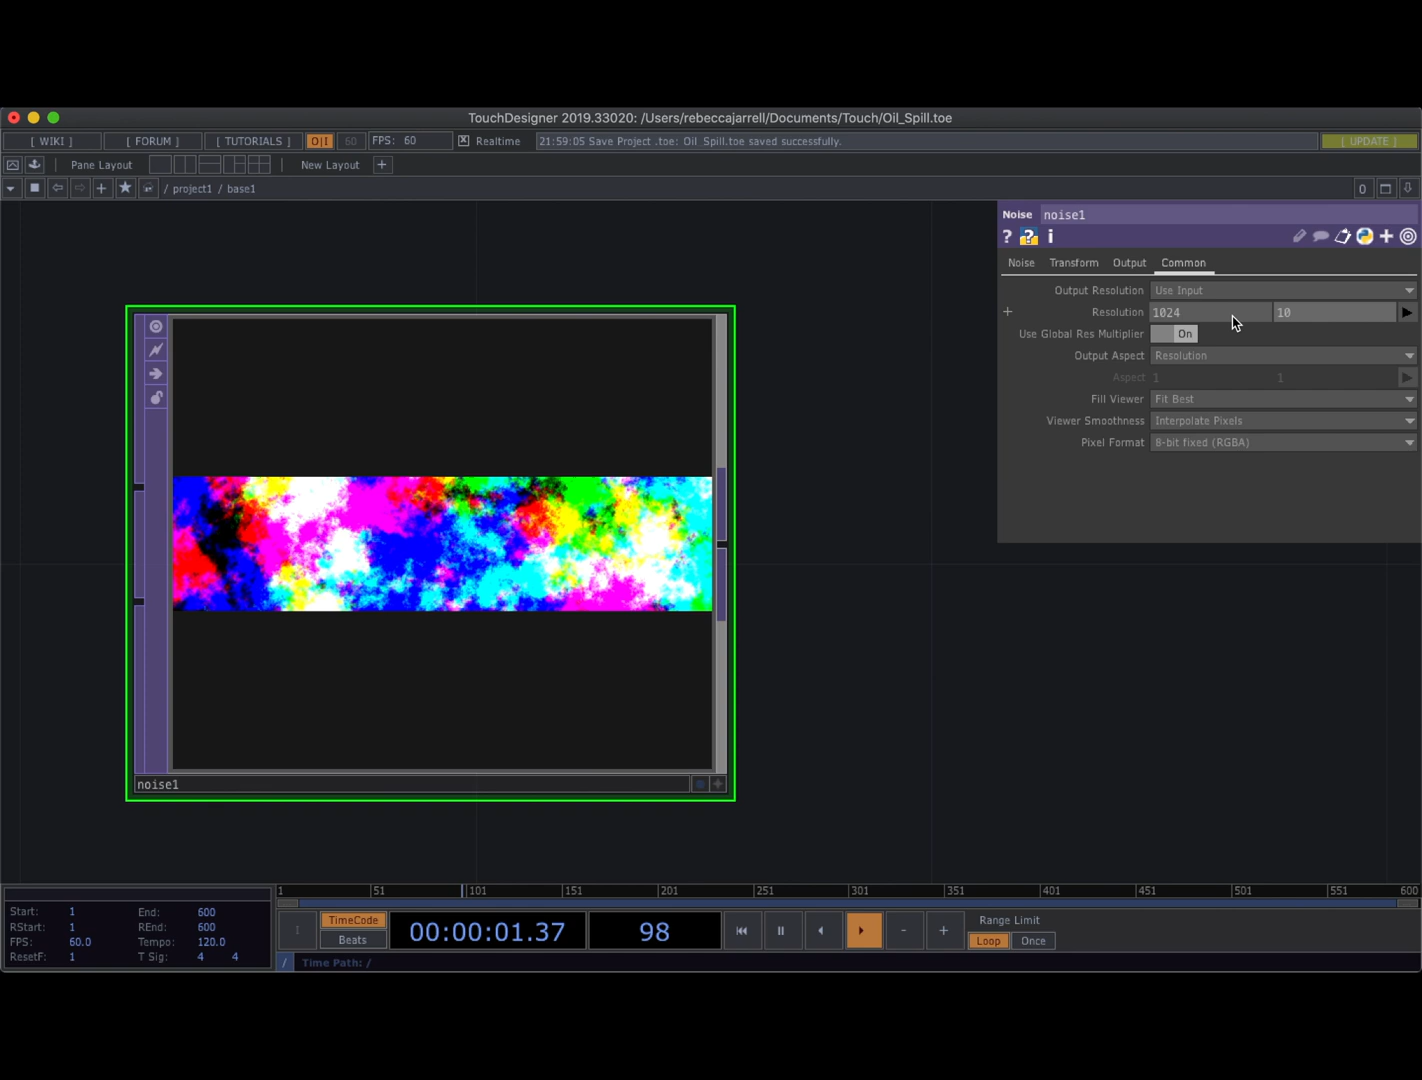 TouchDesigner 2019.33020: /Users/rebeccajarrell/Documents/Touch/Oil_Spill.toe
[ WIKI ] [ FORUM ] [ TUTORIALS ] O|I 60 FPS: 60 Realtime 21:59:05 Save Project .toe: Oil_Spill.toe saved successfully. [ UPDATE ]
Pane Layout New Layout +
/ project1 / base1 0
Noise noise1
? ? i
Noise Transform Output Common
Output Resolution Use Input
+ Resolution 1024 10
Use Global Res Multiplier On
Output Aspect Resolution
Aspect 1 1
Fill Viewer Fit Best
Viewer Smoothness Interpolate Pixels
Pixel Format 8-bit fixed (RGBA)
noise1
1 51 101 151 201 251 301 351 401 451 501 551 600
Start: 1 End: 600
RStart: 1 REnd: 600
FPS: 60.0 Tempo: 120.0
ResetF: 1 T Sig: 4 4
TimeCode
Beats
00:00:01.37 98 - +
Range Limit
Loop Once
/ Time Path: /